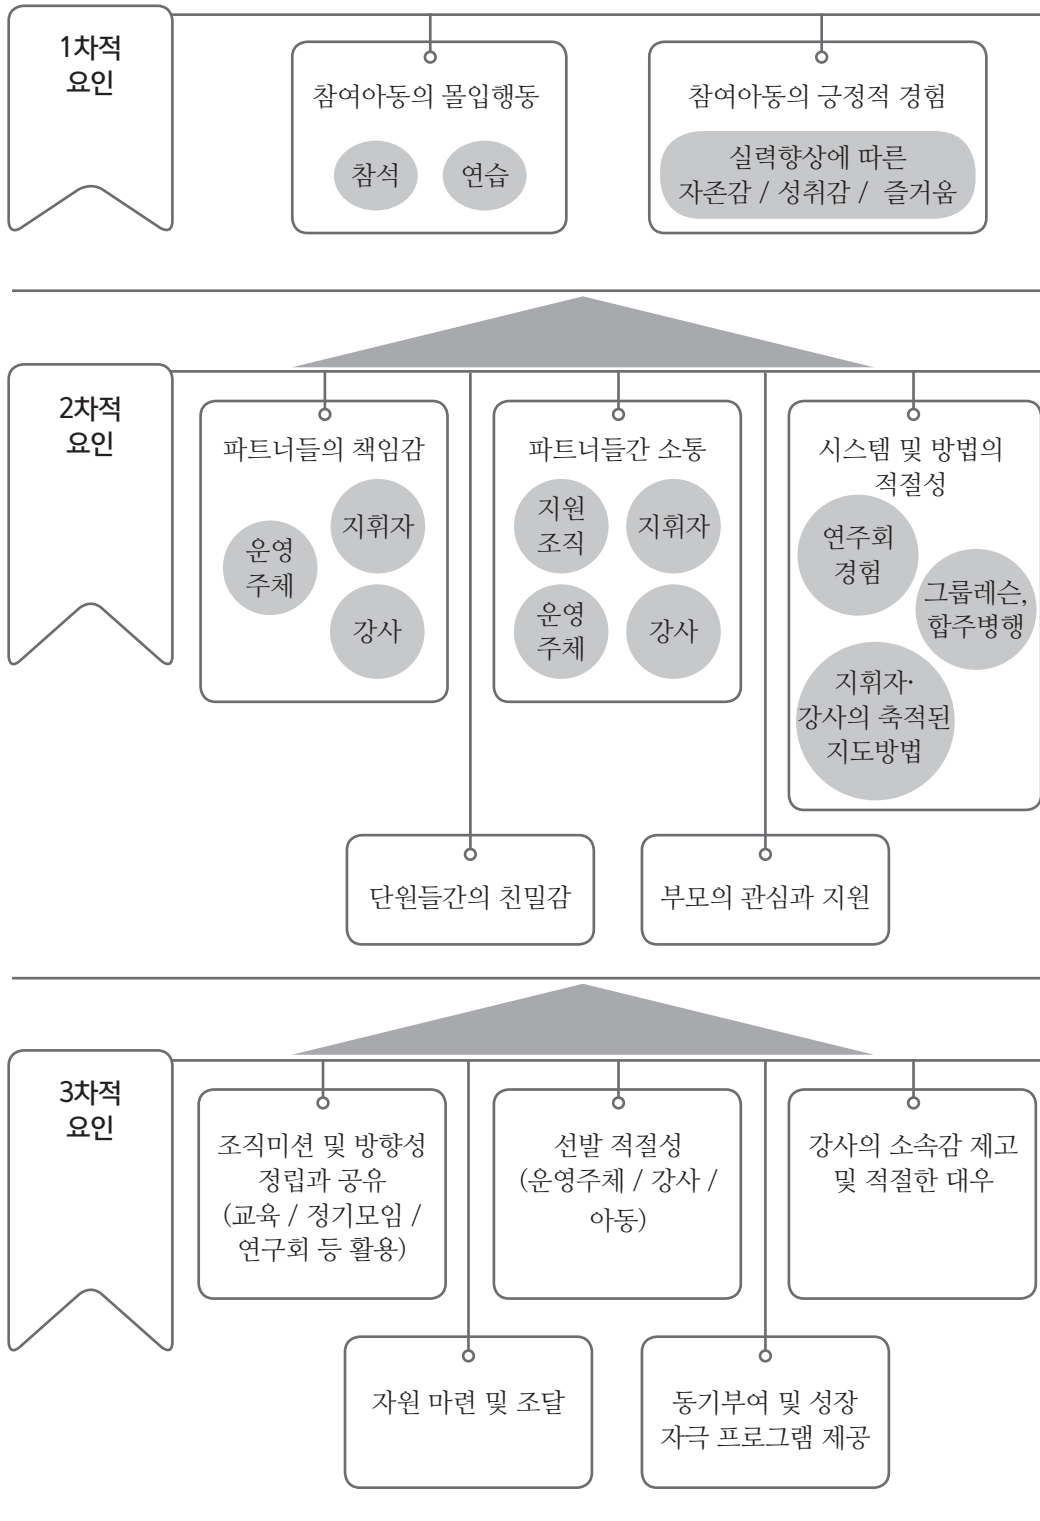 1차적
요인
참여아동의 몰입행동
참석
연습
참여아동의 긍정적 경험
실력향상에 따른
자존감 / 성취감 / 즐거움
2차적
요인
파트너들의 책임감
운영
주체
지휘자
강사
파트너들간 소통
지원
조직
지휘자
운영
주체
강사
시스템 및 방법의
적절성
연주회
경험
그룹레슨,
합주병행
지휘자·
강사의 축적된
지도방법
단원들간의 친밀감
부모의 관심과 지원
3차적
요인
조직미션 및 방향성
정립과 공유
(교육 / 정기모임 /
연구회 등 활용)
선발 적절성
(운영주체 / 강사 /
아동)
강사의 소속감 제고
및 적절한 대우
자원 마련 및 조달
동기부여 및 성장
자극 프로그램 제공